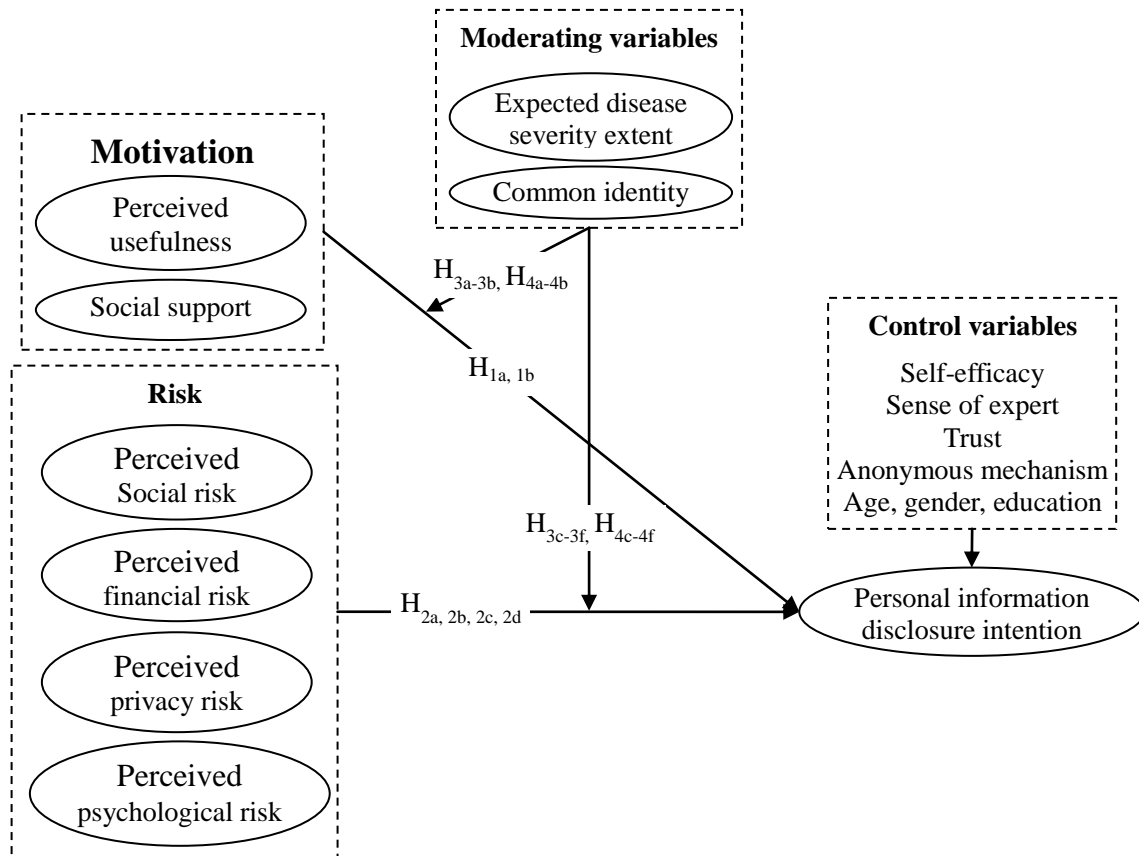 Moderating variables
Expected disease
severity extent
Common identity
Motivation
Perceived
usefulness
Social support
H3a-3b, H4a-4b
H1a, 1b
Risk
Perceived
Social risk
Perceived
financial risk
Perceived
privacy risk
Perceived
psychological risk
H3c-3f, H4c-4f
H2a, 2b, 2c, 2d
Control variables
Self-efficacy
Sense of expert
Trust
Anonymous mechanism
Age, gender, education
Personal information
disclosure intention